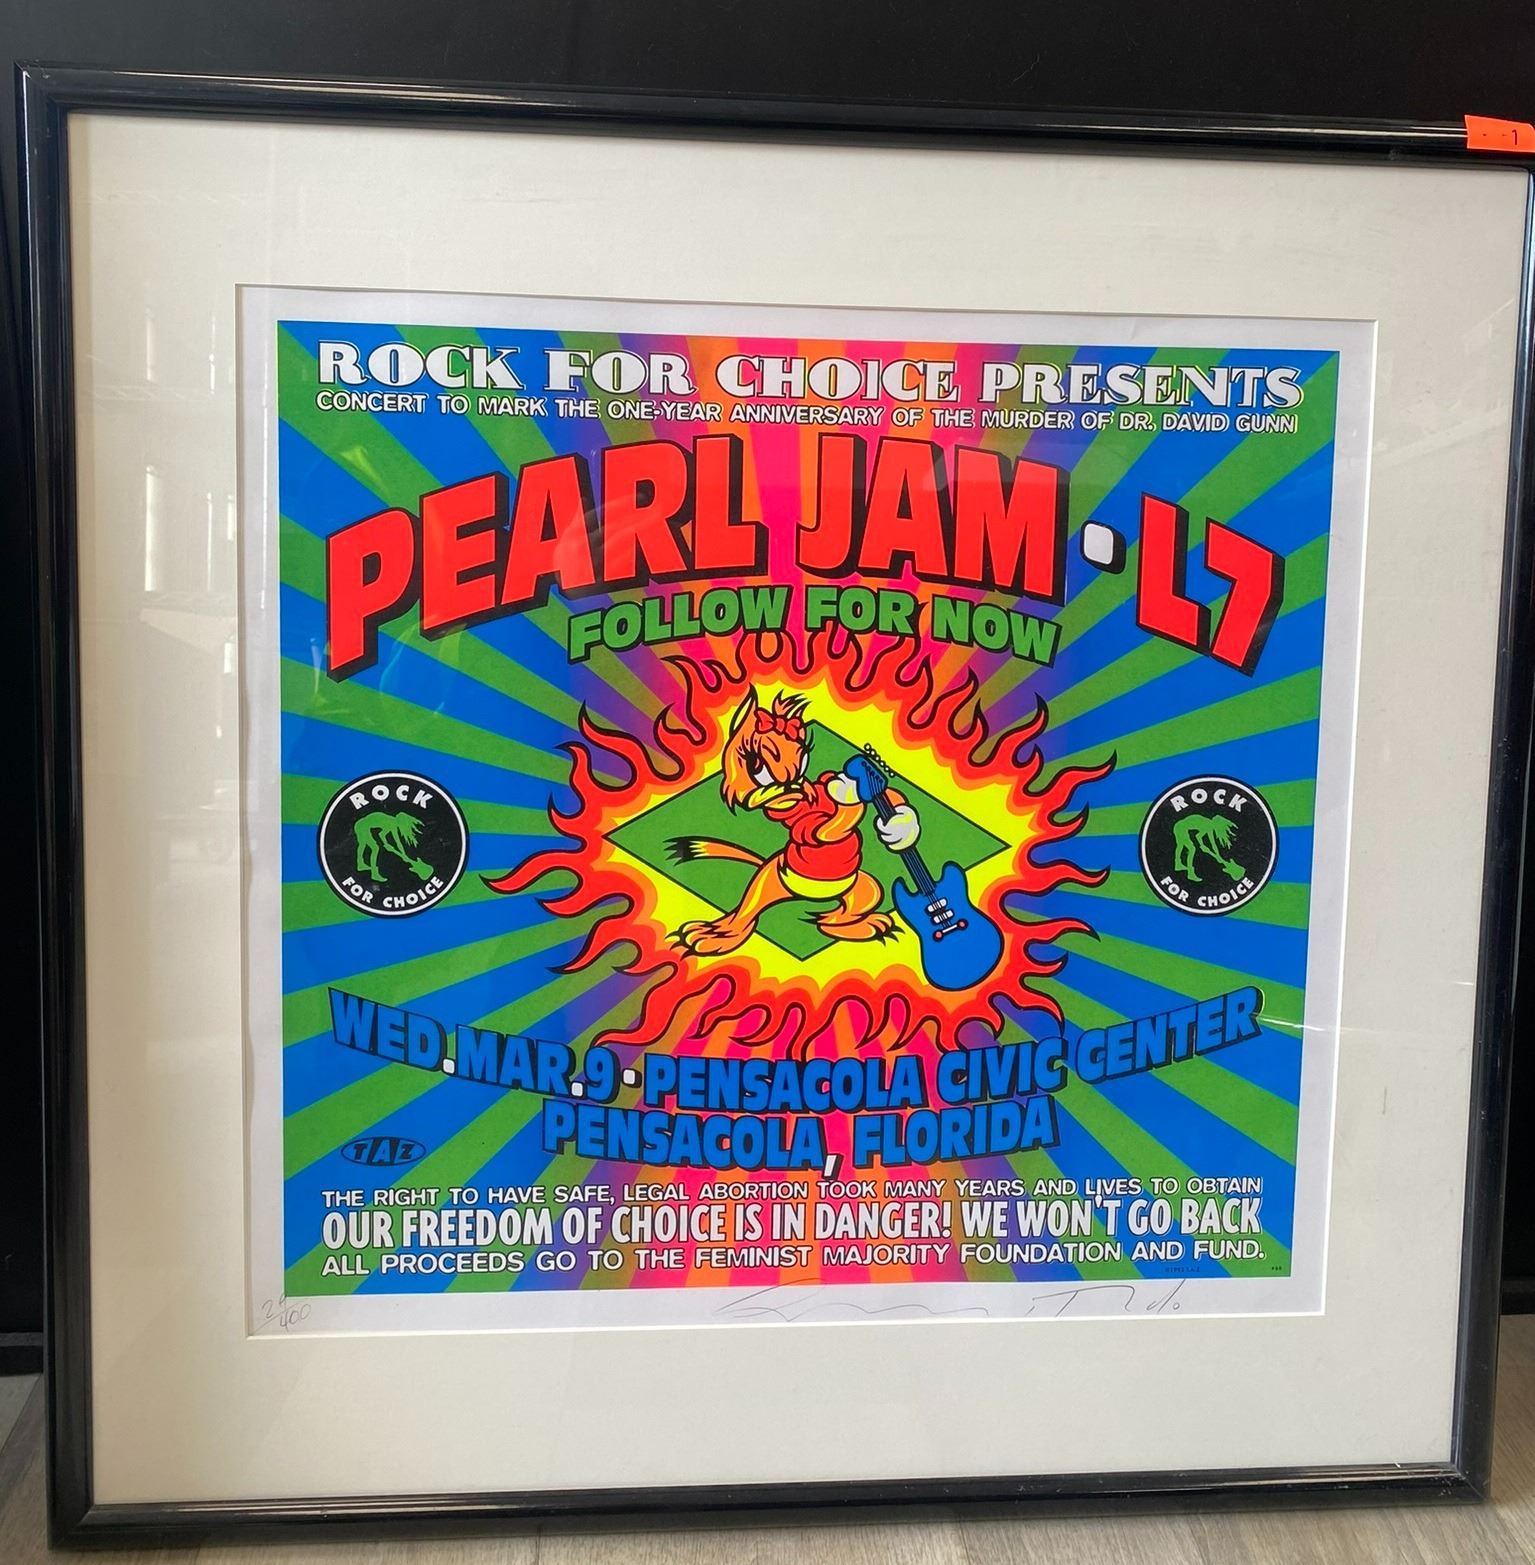 1
ROCK FOR CHOICE PRESENTS
CONCERT TO MARK THE ONE-YEAR ANNIVERSARY OF THE MURDER OF DR. DAVID GUNN
PEARL JAM • L7
FOLLOW FOR NOW
ROCK
FOR CHOICE
ROCK
FOR CHOICE
WED.MAR.9 • PENSACOLA CIVIC CENTER
PENSACOLA, FLORIDA
TAZ
THE RIGHT TO HAVE SAFE, LEGAL ABORTION TOOK MANY YEARS AND LIVES TO OBTAIN
OUR FREEDOM OF CHOICE IS IN DANGER! WE WON'T GO BACK
ALL PROCEEDS GO TO THE FEMINIST MAJORITY FOUNDATION AND FUND.
/400